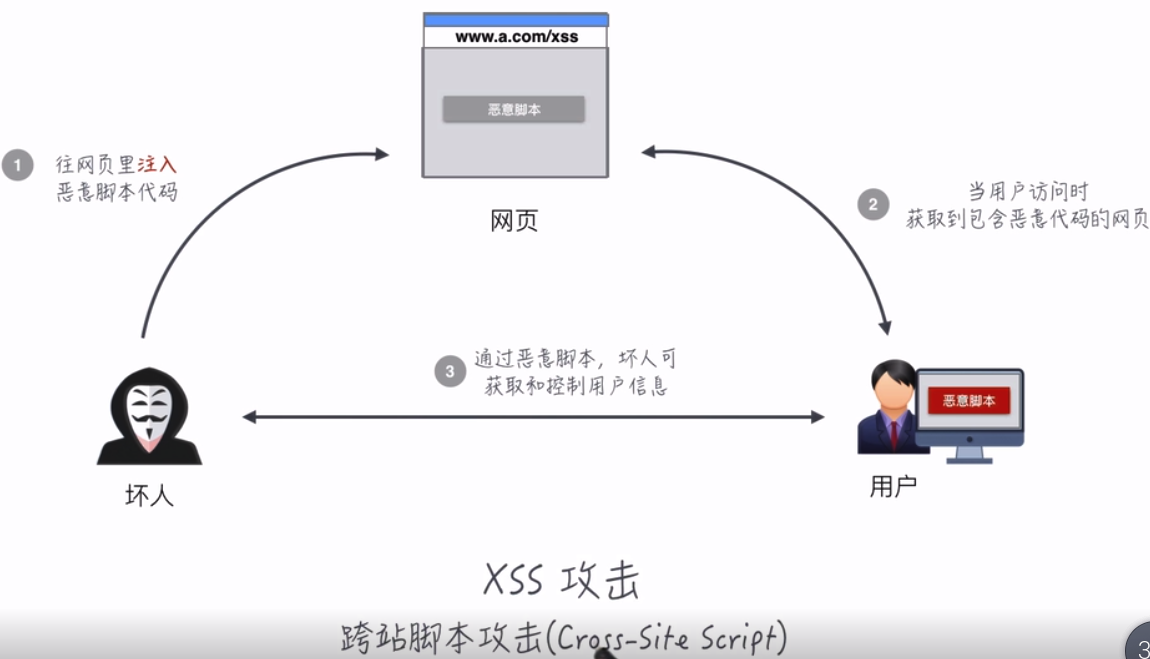 www.a.com/xss
恶意脚本
网页
1
往网页里注入
恶意脚本代码
2
当用户访问时
获取到包含恶意代码的网页
3
通过恶意脚本，坏人可
获取和控制用户信息
坏人
恶意脚本
用户
XSS 攻击
跨站脚本攻击(Cross-Site Script)
3